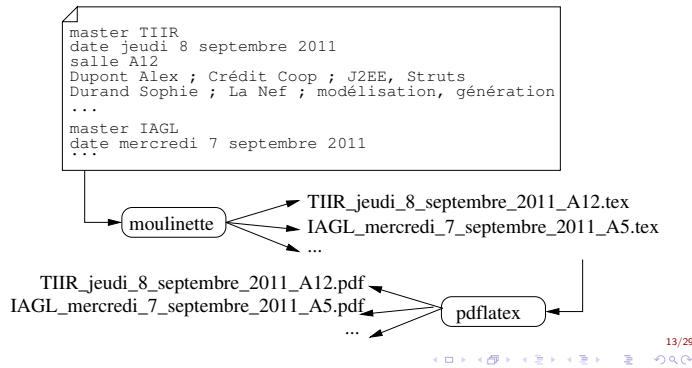 master TIIR
date jeudi 8 septembre 2011
salle A12
Dupont Alex ; Crédit Coop ; J2EE, Struts
Durand Sophie ; La Nef ; modélisation, génération
...
master IAGL
date mercredi 7 septembre 2011
...
TIIR_jeudi_8_septembre_2011_A12.tex
moulinette
IAGL_mercredi_7_septembre_2011_A5.tex
...
TIIR_jeudi_8_septembre_2011_A12.pdf
IAGL_mercredi_7_septembre_2011_A5.pdf
pdflatex
...
13/29